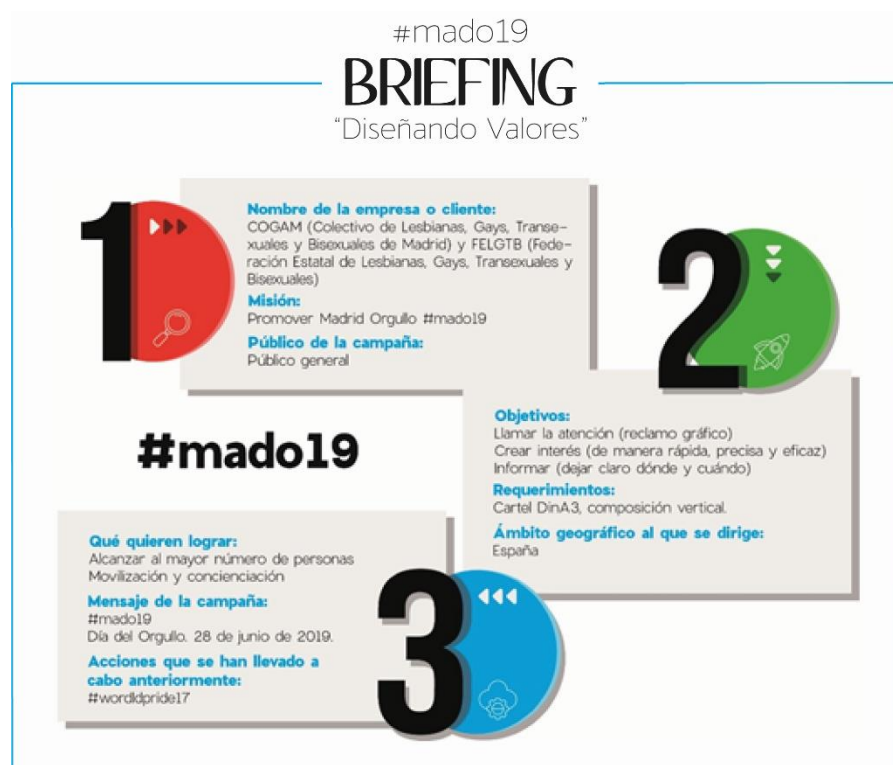 #mado19
BRIEFING
“Diseñando Valores”
1
Nombre de la empresa o cliente:
COGAM (Colectivo de Lesbianas, Gays, Transe-
xuales y Bisexuales de Madrid) y FELGTB (Fede-
ración Estatal de Lesbianas, Gays, Transexuales y
Bisexuales)
Misión:
Promover Madrid Orgullo #mado19
Público de la campaña:
Público general
2
Objetivos:
Llamar la atención (reclamo gráfico)
Crear interés (de manera rápida, precisa y eficaz)
Informar (dejar claro dónde y cuándo)
Requerimientos:
Cartel DinA3, composición vertical.
Ámbito geográfico al que se dirige:
España
#mado19
3
Qué quieren lograr:
Alcanzar al mayor número de personas
Movilización y concienciación
Mensaje de la campaña:
#mado19
Día del Orgullo. 28 de junio de 2019.
Acciones que se han llevado a
cabo anteriormente:
#wordldpride17